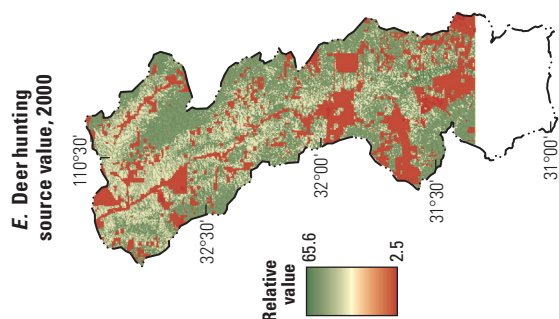 E. Deer hunting
source value, 2000
110°30'
32°30'
32°00'
31°30'
31°00'
Relative
value
65.6
2.5